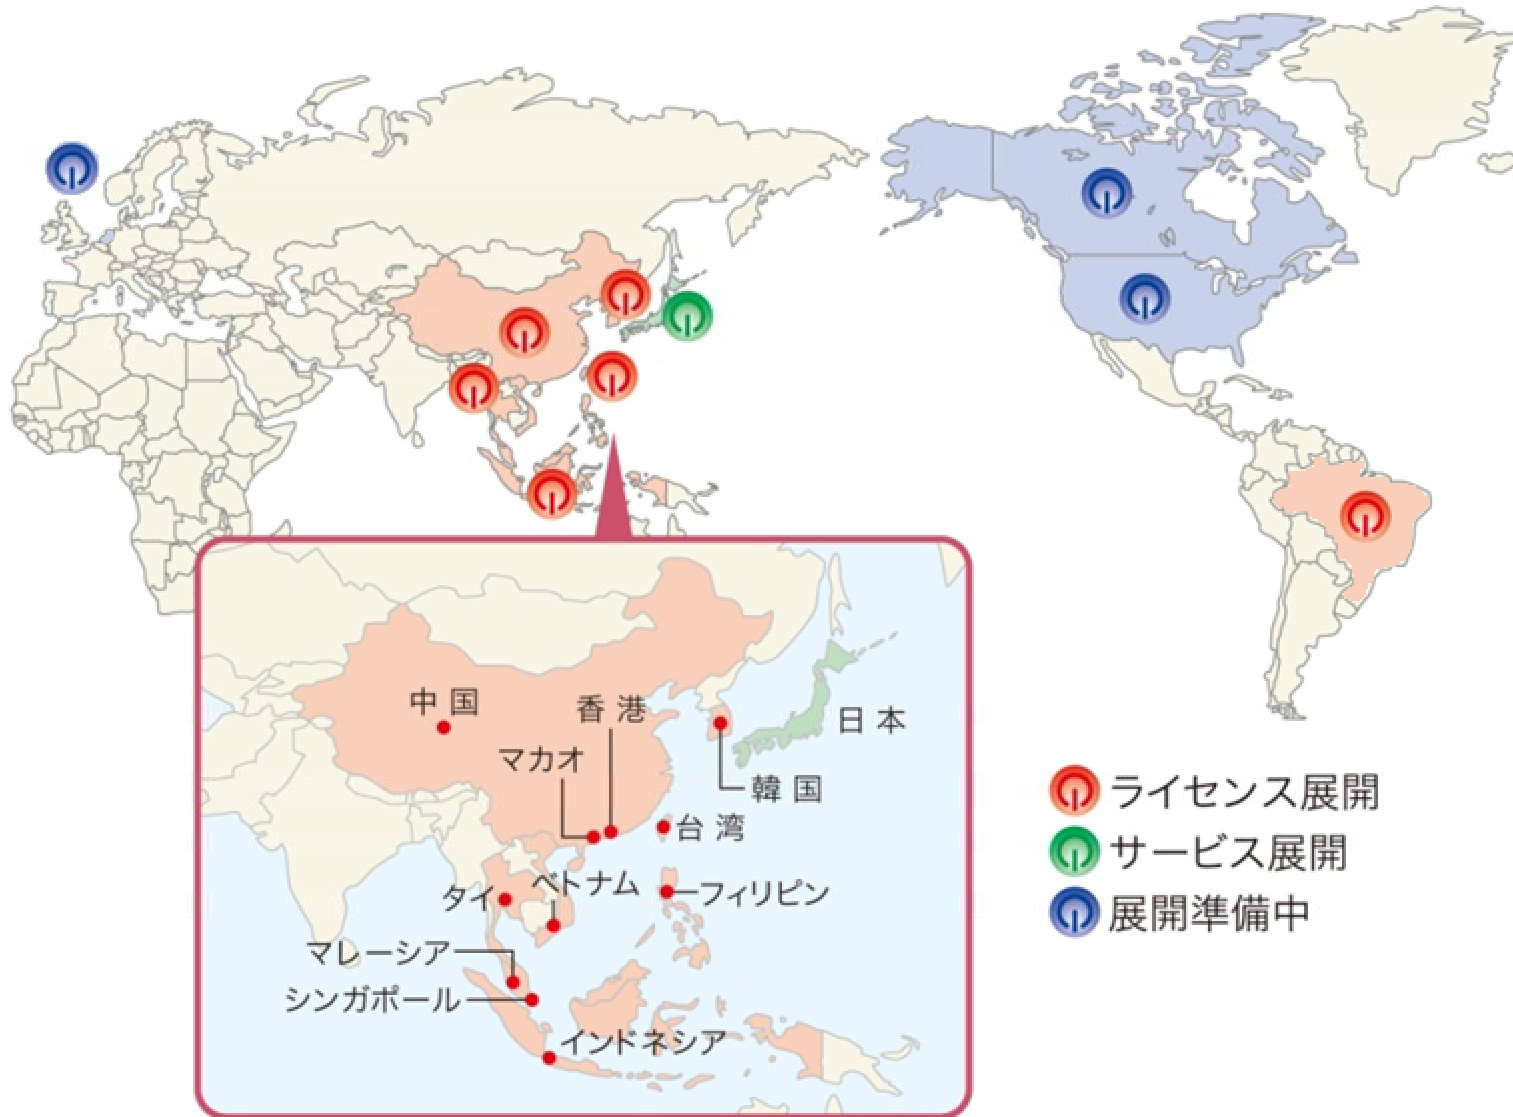 中国
香港
日本
マカオ
韓国
台湾
ベトナム
タイ
フィリピン
マレーシア
シンガポール
インドネシア
ライセンス展開
サービス展開
展開準備中